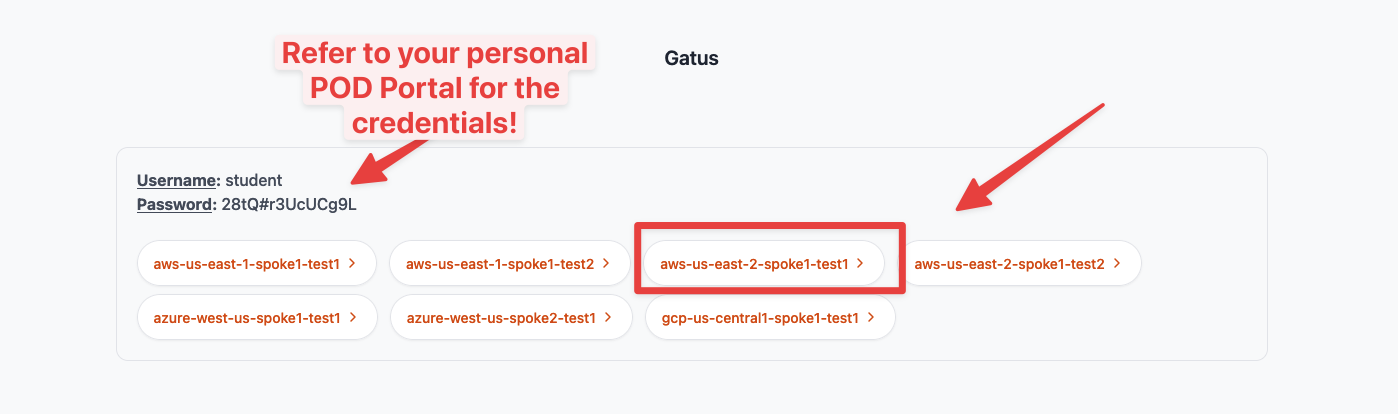 Refer to your personal
POD Portal for the
credentials!
Gatus
Username: student
Password: 28tQ#r3UcUCg9L
aws-us-east-1-spoke1-test1 >
aws-us-east-1-spoke1-test2 >
aws-us-east-2-spoke1-test1 >
aws-us-east-2-spoke1-test2 >
azure-west-us-spoke1-test1 >
azure-west-us-spoke2-test1 >
gcp-us-central1-spoke1-test1 >